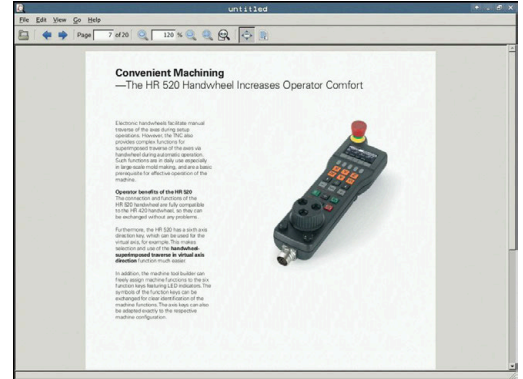 untitled
File Edit View Go Help
Page 7 of 20 120 %
Convenient Machining
—The HR 520 Handwheel Increases Operator Comfort
Electronic handwheels facilitate manual
traverse of the axes during setup
operations. However, the TNC also
provides complex functions for
superimposed traverse of the axes via
handwheel during automatic operation.
Such functions are in daily use especially
in large-scale mold making, and are a basic
prerequisite for effective operation of the
machine.
Operator benefits of the HR 520
The connection and functions of the
HR 520 handwheel are fully compatible
to the HR 420 handwheel, so they can
be exchanged without any problems.
Furthermore, the HR 520 has a sixth axis
direction key, which can be used for the
virtual axis, for example. This makes
selection and use of the handwheel-
superimposed traverse in virtual axis
direction function much easier.
In addition, the machine tool builder can
freely assign machine functions to the six
function keys featuring LED indicators. The
symbols of the function keys can be
exchanged for clear identification of the
machine functions. The axis keys can also
be adapted exactly to the respective
machine configuration.